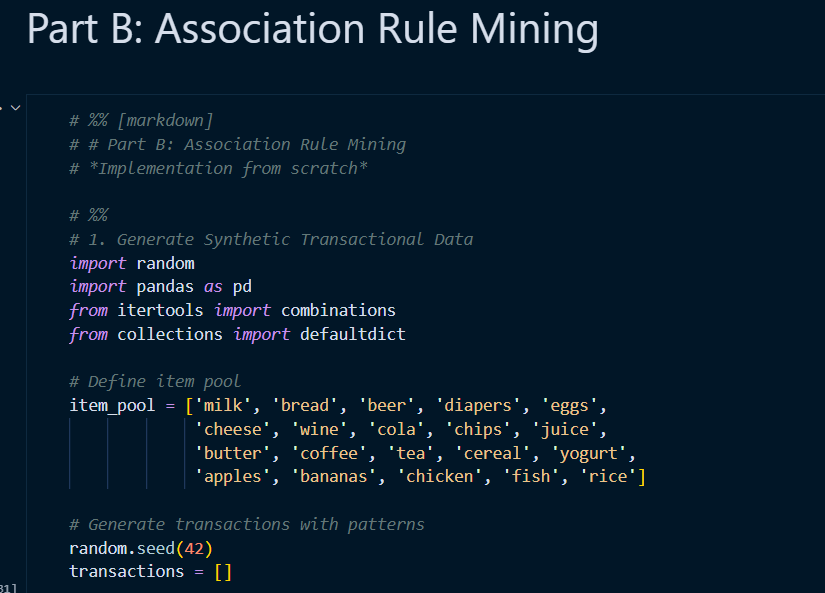 Part B: Association Rule Mining
# %% [markdown]
# # Part B: Association Rule Mining
# *Implementation from scratch*
# %%
# 1. Generate Synthetic Transactional Data
import random
import pandas as pd
from itertools import combinations
from collections import defaultdict
# Define item pool
item_pool = ['milk', 'bread', 'beer', 'diapers', 'eggs',
'cheese', 'wine', 'cola', 'chips', 'juice',
'butter', 'coffee', 'tea', 'cereal', 'yogurt',
'apples', 'bananas', 'chicken', 'fish', 'rice']
# Generate transactions with patterns
random.seed(42)
transactions = []